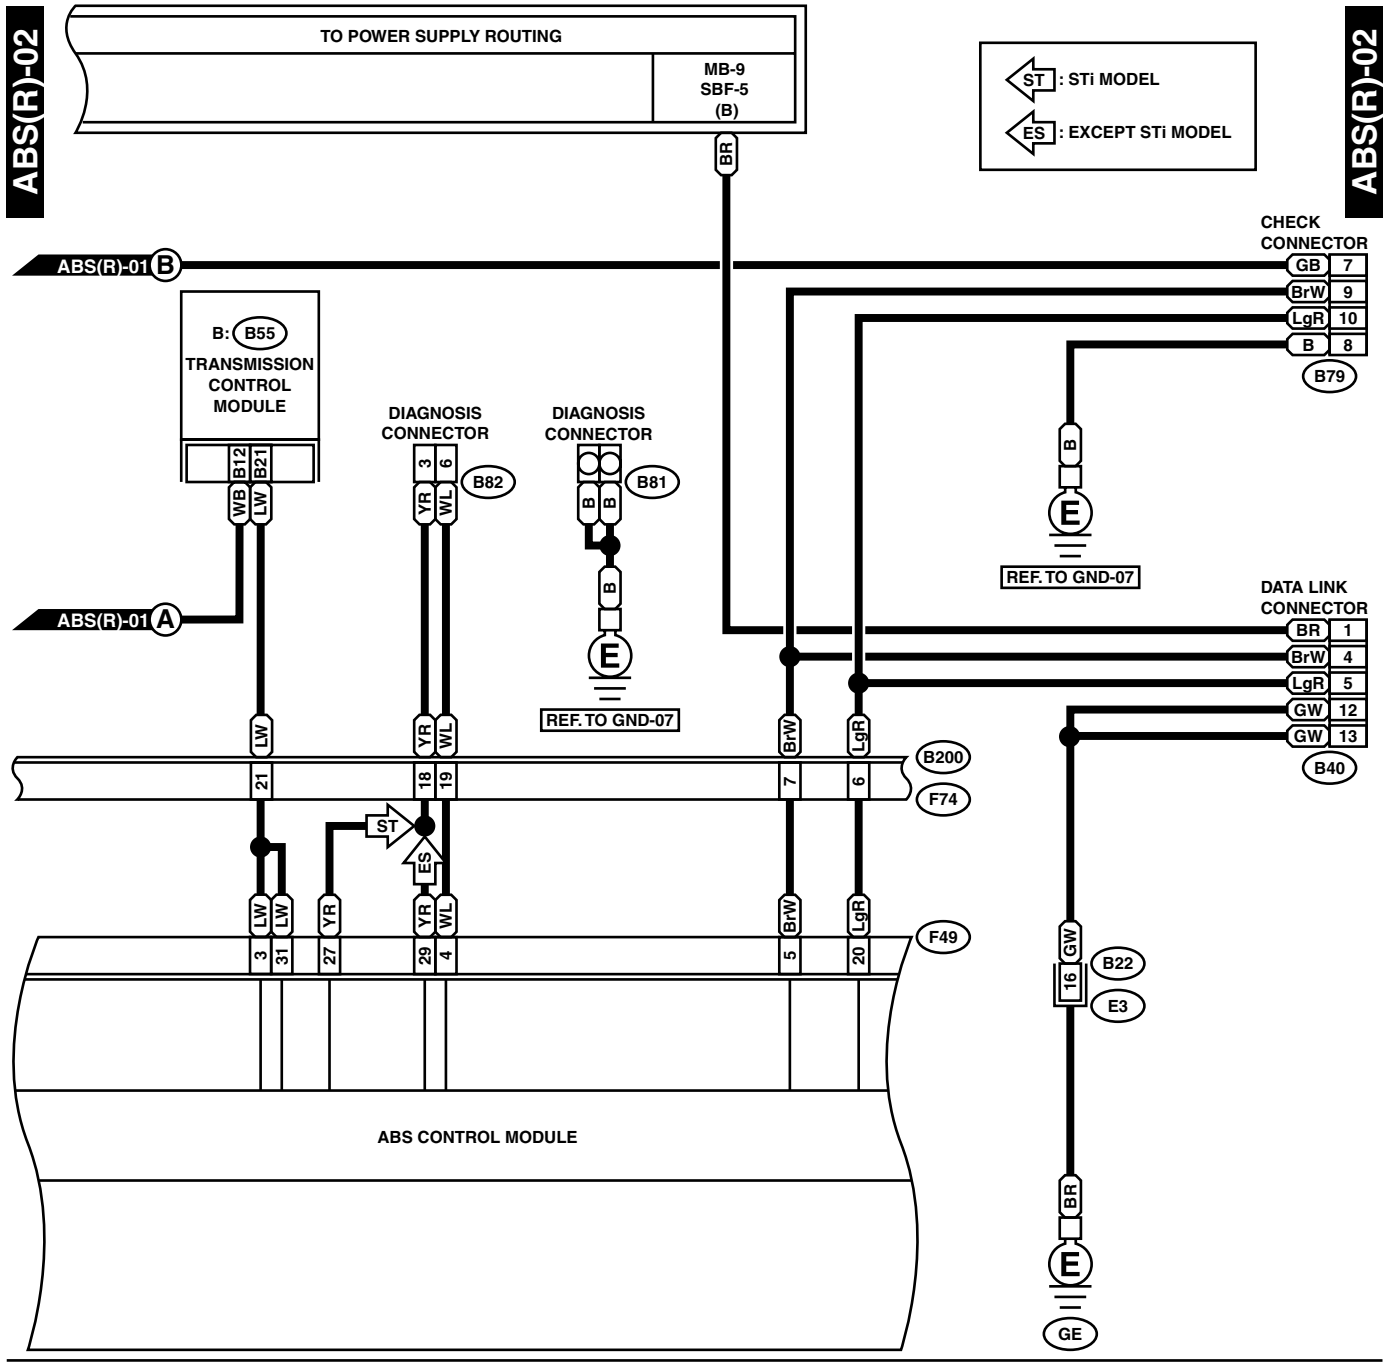 ABS(R)-02
ABS(R)-02
TO POWER SUPPLY ROUTING
MB-9
SBF-5
(B)
BR
ST : STi MODEL
ES : EXCEPT STi MODEL
CHECK
CONNECTOR
ABS(R)-01 B
GB 7
BrW 9
LgR 10
B 8
B79
B: B55
TRANSMISSION
CONTROL
MODULE
B12 B21
WB LW
DIAGNOSIS
CONNECTOR
3 6
B82
YR WL
DIAGNOSIS
CONNECTOR
B81
B B
B
E
REF. TO GND-07
B
E
REF. TO GND-07
ABS(R)-01 A
DATA LINK
CONNECTOR
BR 1
BrW 4
LgR 5
GW 12
GW 13
B40
LW YR WL BrW LgR
B200
21 18 19 7 6
F74
ST
ES
LW LW YR YR WL BrW LgR
F49
3 31 27 29 4 5 20
GW
B22
16
E3
ABS CONTROL MODULE
BR
E
GE